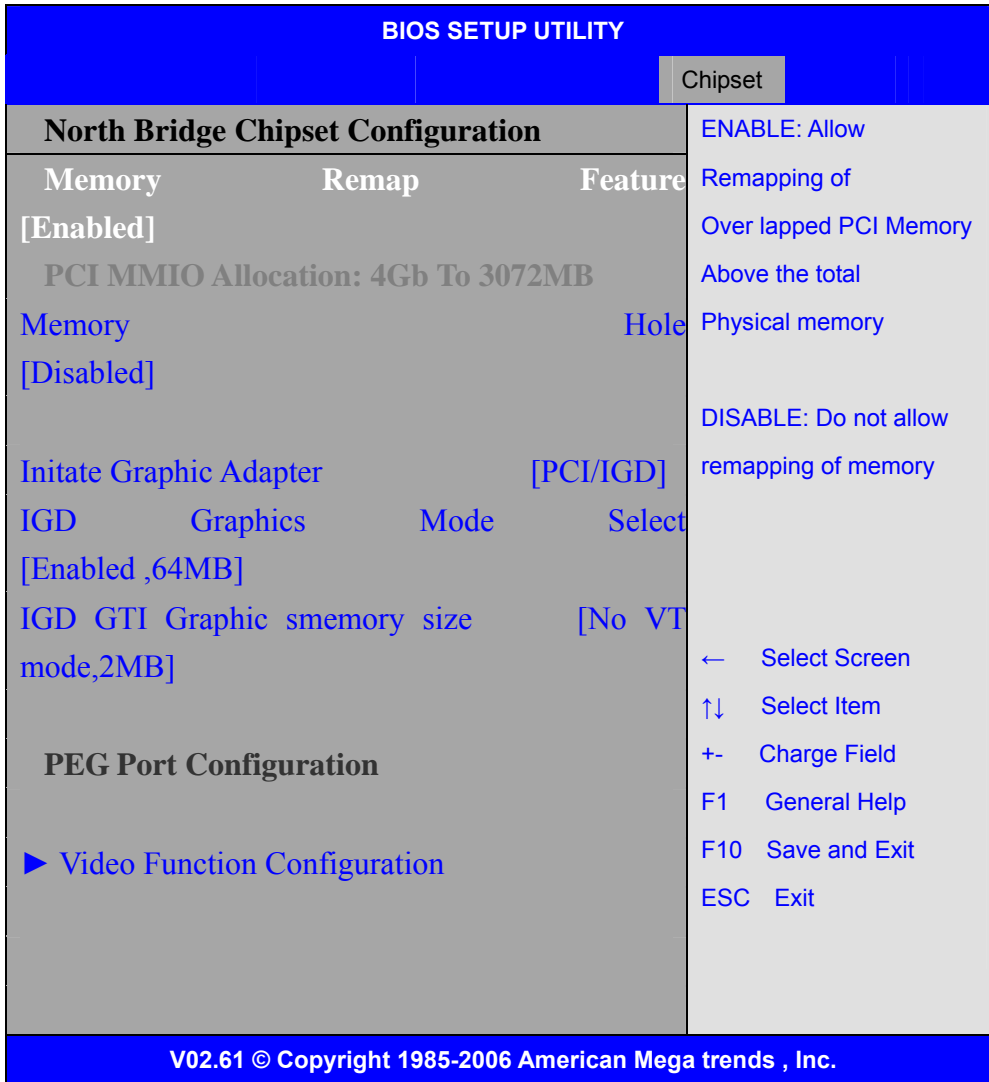 BIOS SETUP UTILITY
Chipset
North Bridge Chipset Configuration
Memory Remap Feature
[Enabled]
PCI MMIO Allocation: 4Gb To 3072MB
Memory Hole
[Disabled]
Initate Graphic Adapter [PCI/IGD]
IGD Graphics Mode Select
[Enabled ,64MB]
IGD GTI Graphic smemory size [No VT
mode,2MB]
PEG Port Configuration
► Video Function Configuration
ENABLE: Allow
Remapping of
Over lapped PCI Memory
Above the total
Physical memory
DISABLE: Do not allow
remapping of memory
← Select Screen
↑↓ Select Item
+- Charge Field
F1 General Help
F10 Save and Exit
ESC Exit
V02.61 © Copyright 1985-2006 American Mega trends , Inc.